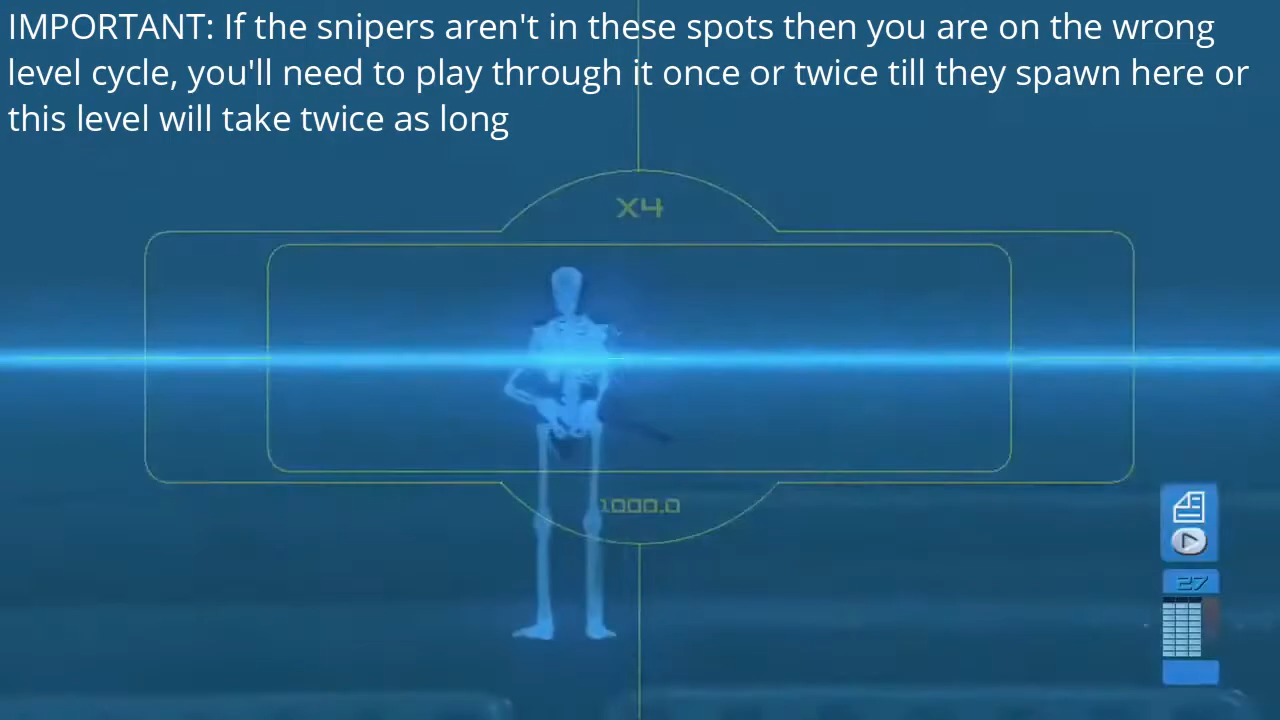 IMPORTANT: If the snipers aren't in these spots then you are on the wrong
level cycle, you'll need to play through it once or twice till they spawn here or
this level will take twice as long
X4
1000.0
27